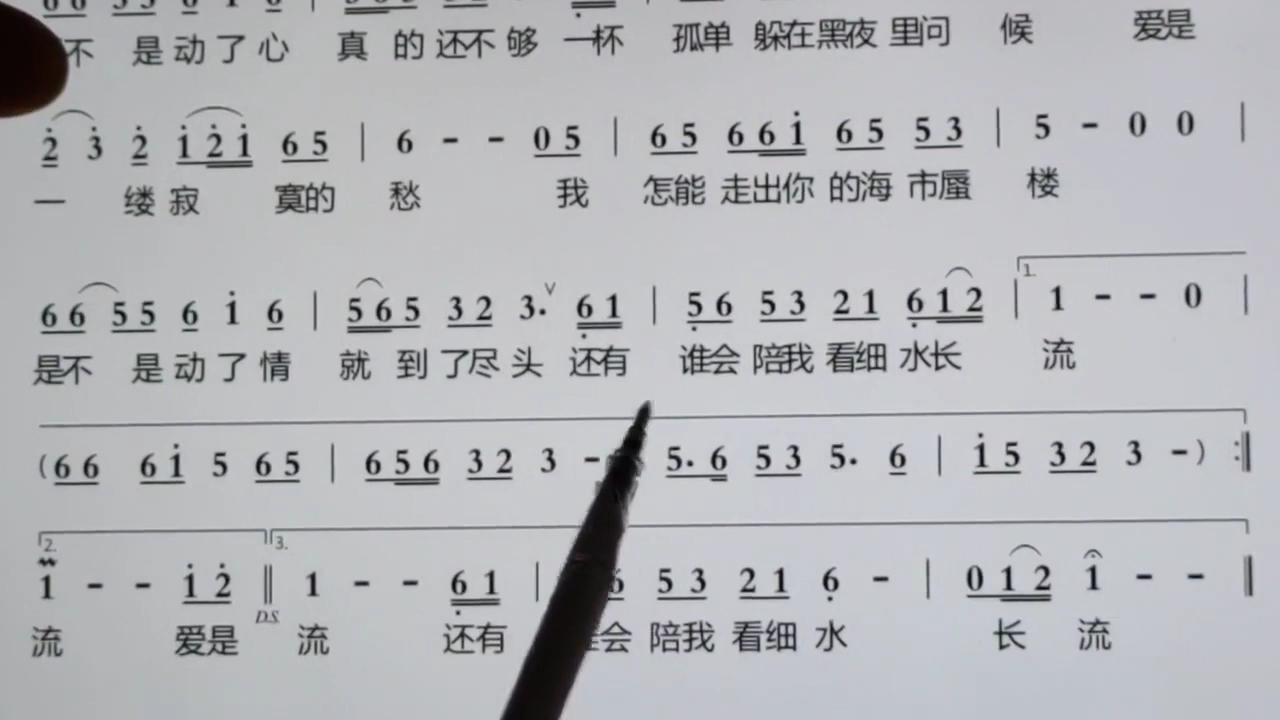 不 是动了心 真 的还不够 一杯 孤单 躲在黑夜 里问 候 爱是
2 3 2 1 2 1 6 5 | 6 - - 0 5 | 6 5 6 6 1 6 5 5 3 | 5 - 0 0 |
一 缕寂 寞的 愁 我 怎能 走出你 的海 市蜃 楼
6 6 5 5 6 1 6 | 5 6 5 3 2 3· ∨ 6 1 | 5 6 5 3 2 1 6 1 2 | 1. 1 - - 0 |
是不 是动了情 就 到了尽头 还有 谁会 陪我 看细 水长 流
(6 6 6 1 5 6 5 | 6 5 6 3 2 3 - 5· 6 5 3 5· 6 | 1 5 3 2 3 -) :||
2. 1 - - 1 2 || D.S. 3. 1 - - 6 1 | 6 5 3 2 1 6 - | 0 1 2 1 - - ||
流 爱是 流 还有 会 陪我 看细 水 长 流